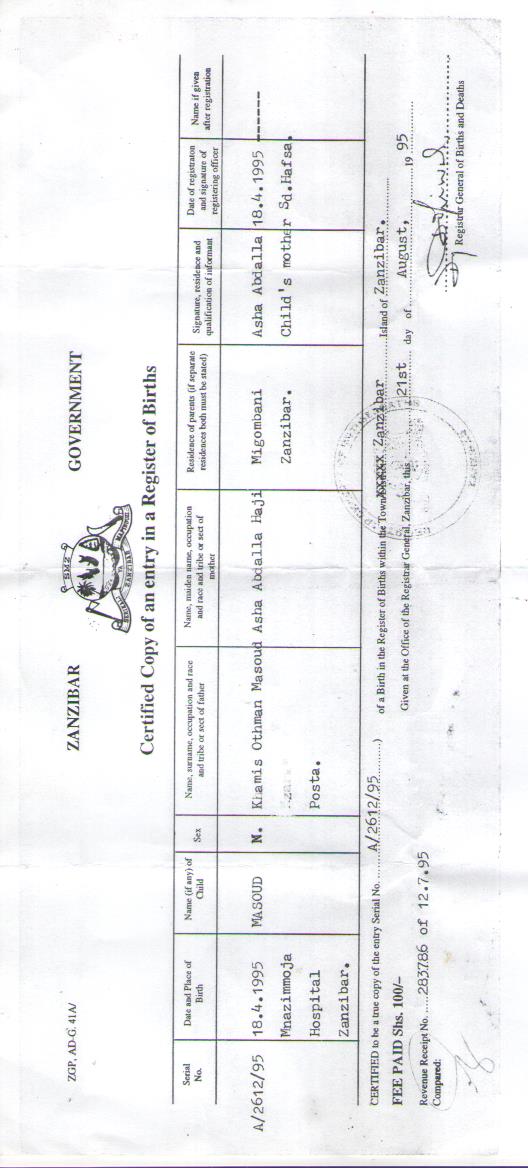 ZGP, AD-G. 41A/
ZANZIBAR GOVERNMENT
SMZ
Certified Copy of an entry in a Register of Births
Serial No.
Date and Place of Birth
Name (if any) of Child
Sex
Name, surname, occupation and race and tribe or sect of father
Name, maiden name, occupation and race and tribe or sect of mother
Residence of parents (if separate residences both must be stated)
Signature, residence and qualification of informant
Date of registraton and signature of registering officer
Name if given after registration
A/2612/95 18.4.1995 MASOUD Khamis Othman Masoud Asha Abdalla Haji Migombani Asha Abdalla 18.4.1995 ------
Mnazimmoja Zanzibar. Child's mother Sd.Hafsa.
Hospital Posta.
Zanzibar.
CERTIFIED to be a true copy of the entry Serial No. A/2612/95 ) of a Birth in the Register of Births within the Town xxxxx Zanzibar Island of Zanzibar.
FEE PAID Shs. 100/- Given at the Office of the Registrar General, Zanzibar, this 21st day of August, 19 95
Revenue Receipt No. 283786 of 12.7.95
Compared:
Registrar General of Births and Deaths